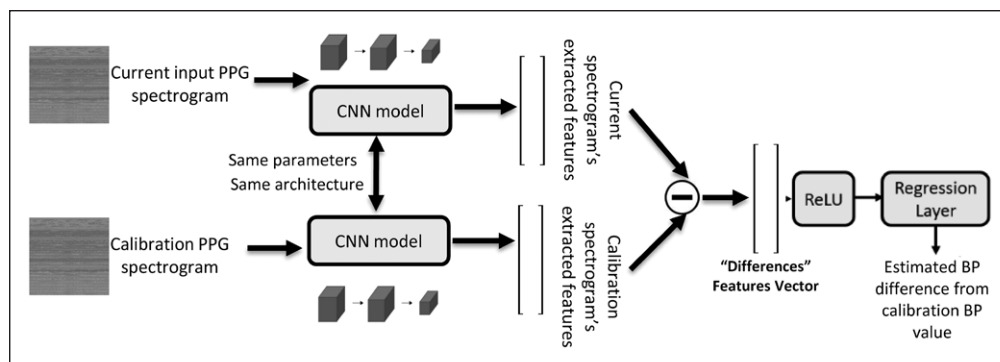 Current input PPG
spectrogram
CNN model
Same parameters
Same architecture
Calibration PPG
spectrogram
CNN model
Current
spectrogram's
extracted features
Calibration
spectrogram's
extracted features
“Differences”
Features Vector
ReLU
Regression
Layer
Estimated BP
difference from
calibration BP
value